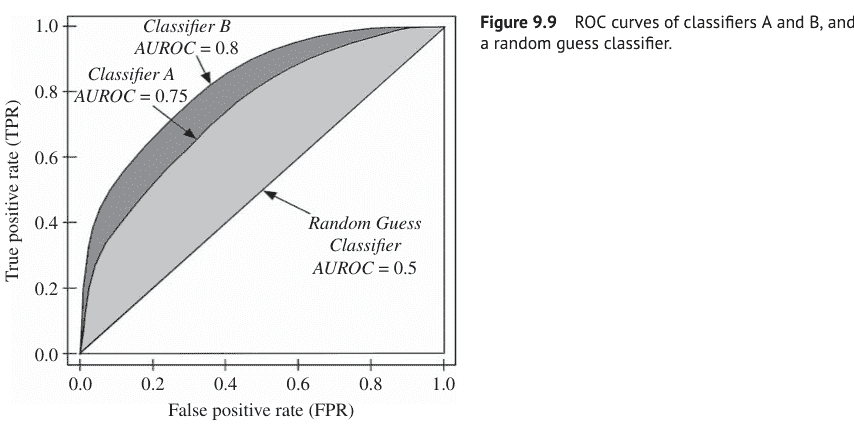 Figure 9.9 ROC curves of classifiers A and B, and
a random guess classifier.
1.0
0.8
0.6
0.4
0.2
0.0
True positive rate (TPR)
Classifier B
AUROC = 0.8
Classifier A
AUROC = 0.75
Random Guess
Classifier
AUROC = 0.5
0.0 0.2 0.4 0.6 0.8 1.0
False positive rate (FPR)